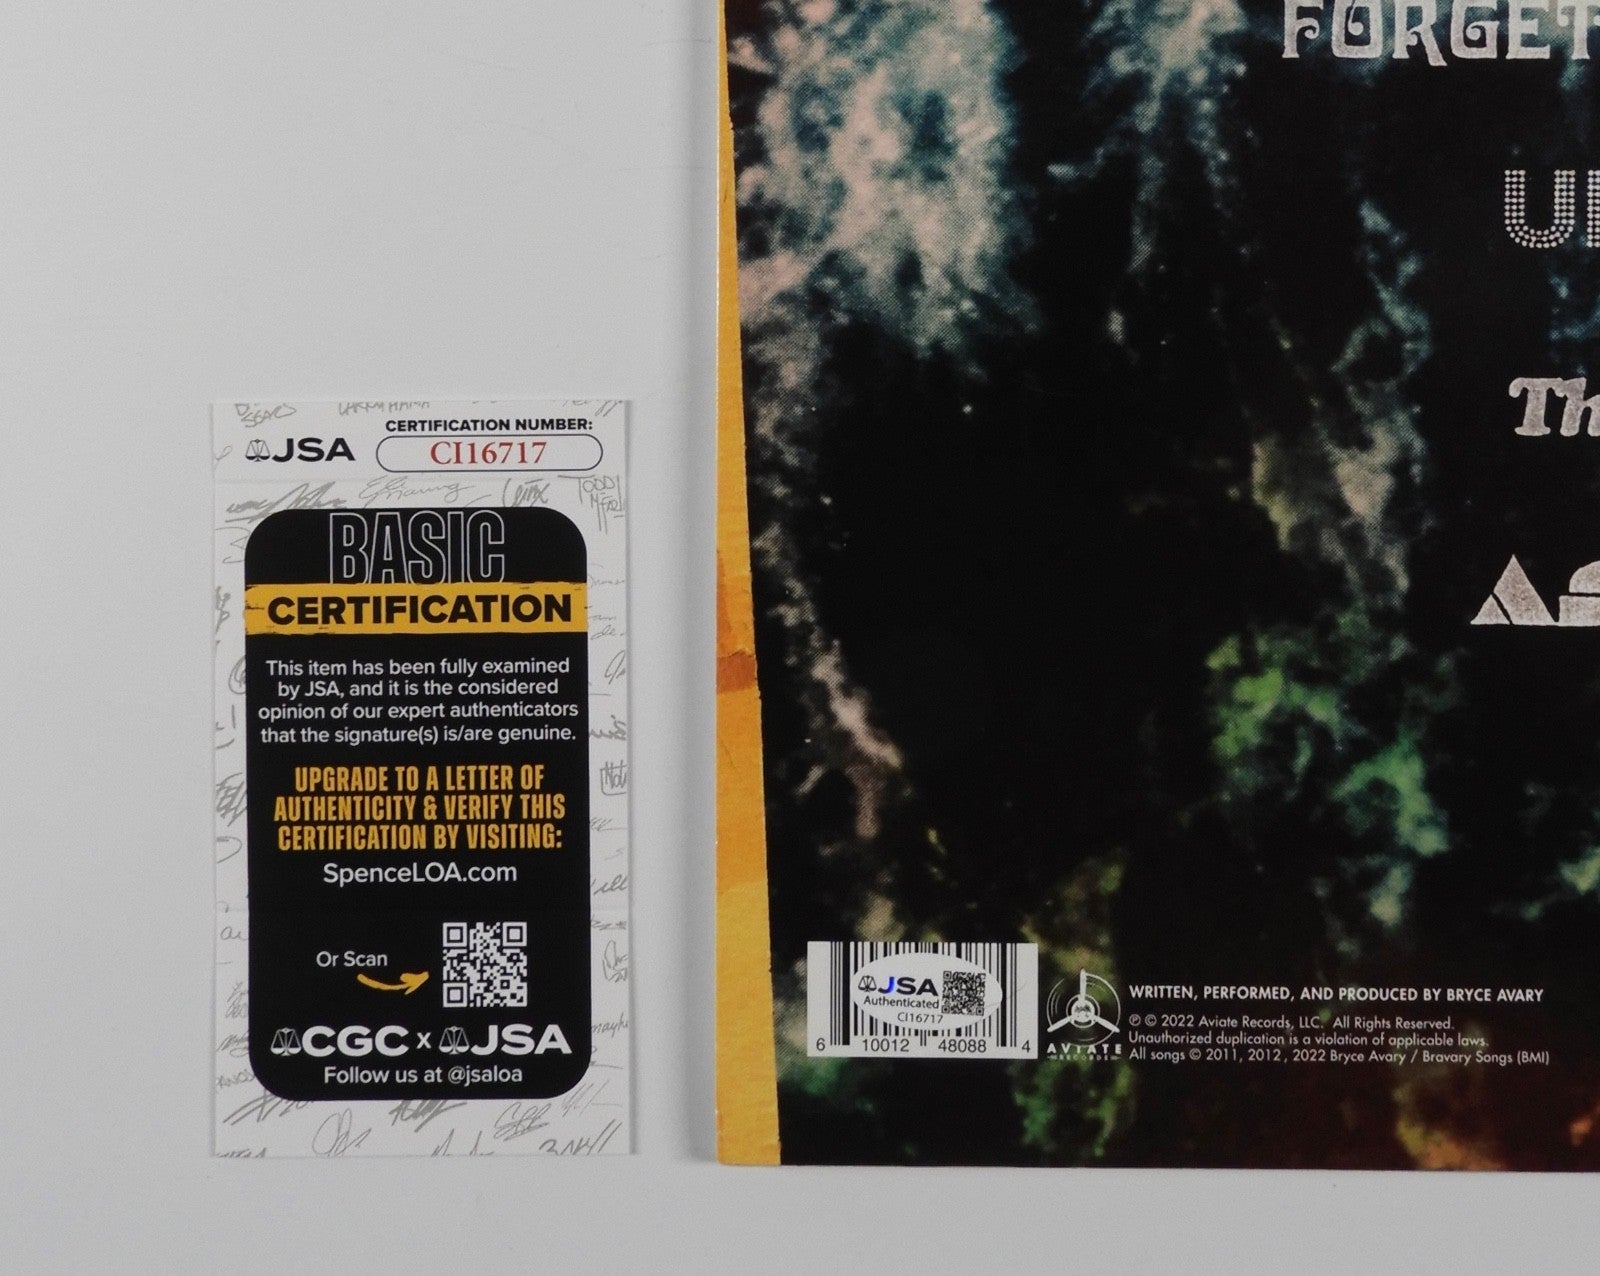 JSA
CERTIFICATION NUMBER:
CI16717
BASIC
CERTIFICATION
This item has been fully examined
by JSA, and it is the considered
opinion of our expert authenticators
that the signature(s) is/are genuine.
UPGRADE TO A LETTER OF
AUTHENTICITY & VERIFY THIS
CERTIFICATION BY VISITING:
SpenceLOA.com
Or Scan
CGC x JSA
Follow us at @jsaloa
FORGET
Th
JSA
Authenticated
CI16717
6 10012 48088 4
AVIATE
RECORDS
WRITTEN, PERFORMED, AND PRODUCED BY BRYCE AVARY
℗ © 2022 Aviate Records, LLC. All Rights Reserved.
Unauthorized duplication is a violation of applicable laws.
All songs © 2011, 2012, 2022 Bryce Avary / Bravary Songs (BMI)